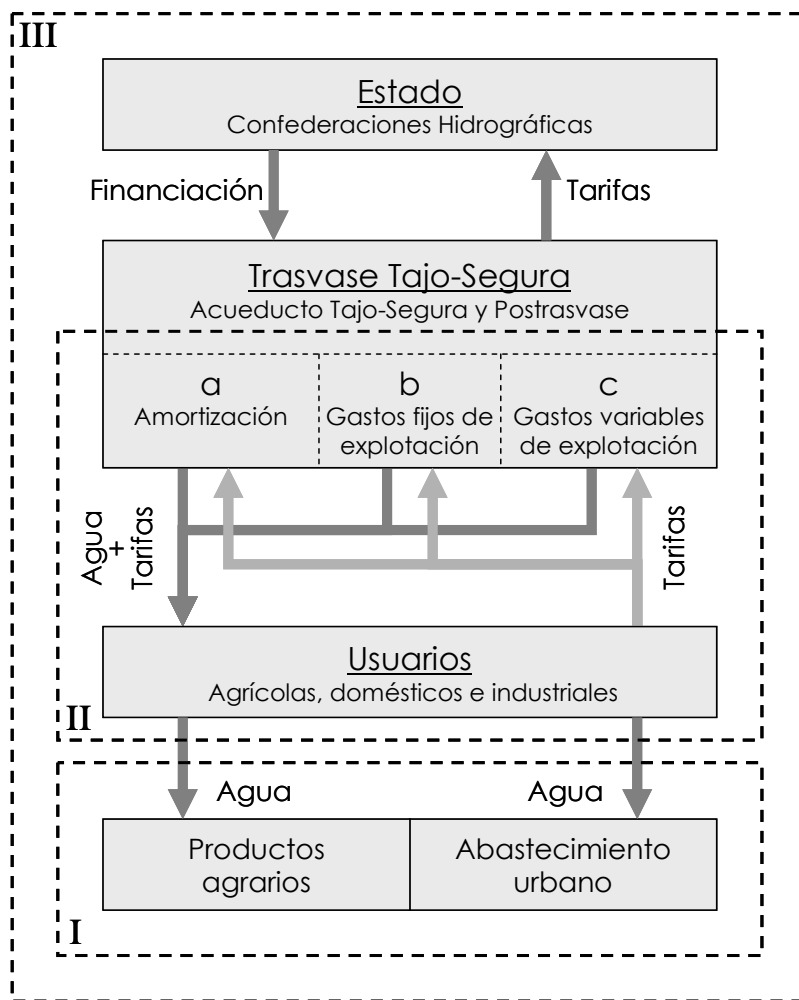 III
Estado
Confederaciones Hidrográficas
Financiación
Tarifas
Trasvase Tajo-Segura
Acueducto Tajo-Segura y Postrasvase
a
Amortización
b
Gastos fijos de
explotación
c
Gastos variables
de explotación
Agua
+
Tarifas
Tarifas
Usuarios
Agrícolas, domésticos e industriales
II
Agua
Agua
Productos
agrarios
Abastecimiento
urbano
I